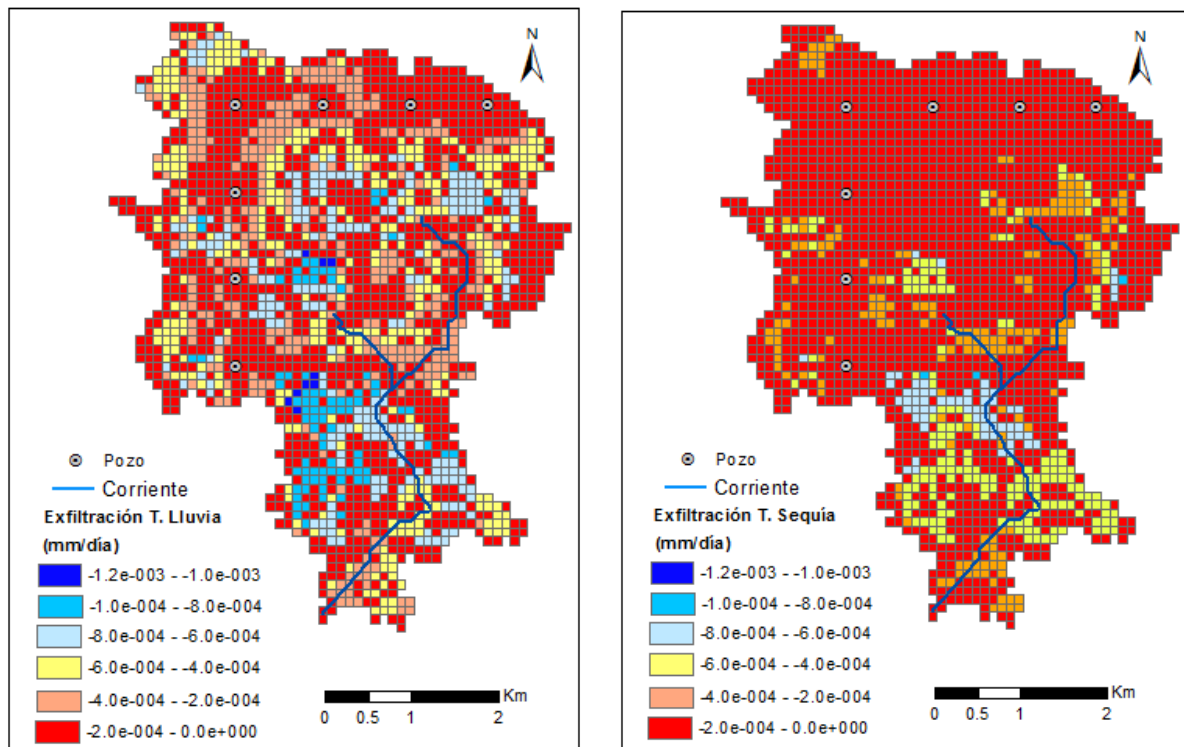 N
Pozo
Corriente
Exfiltración T. Lluvia
(mm/día)
-1.2e-003 - -1.0e-003
-1.0e-004 - -8.0e-004
-8.0e-004 - -6.0e-004
-6.0e-004 - -4.0e-004
-4.0e-004 - -2.0e-004
-2.0e-004 - 0.0e+000
Km
0 0.5 1 2
N
Pozo
Corriente
Exfiltración T. Sequía
(mm/día)
-1.2e-003 - -1.0e-003
-1.0e-004 - -8.0e-004
-8.0e-004 - -6.0e-004
-6.0e-004 - -4.0e-004
-4.0e-004 - -2.0e-004
-2.0e-004 - 0.0e+000
Km
0 0.5 1 2